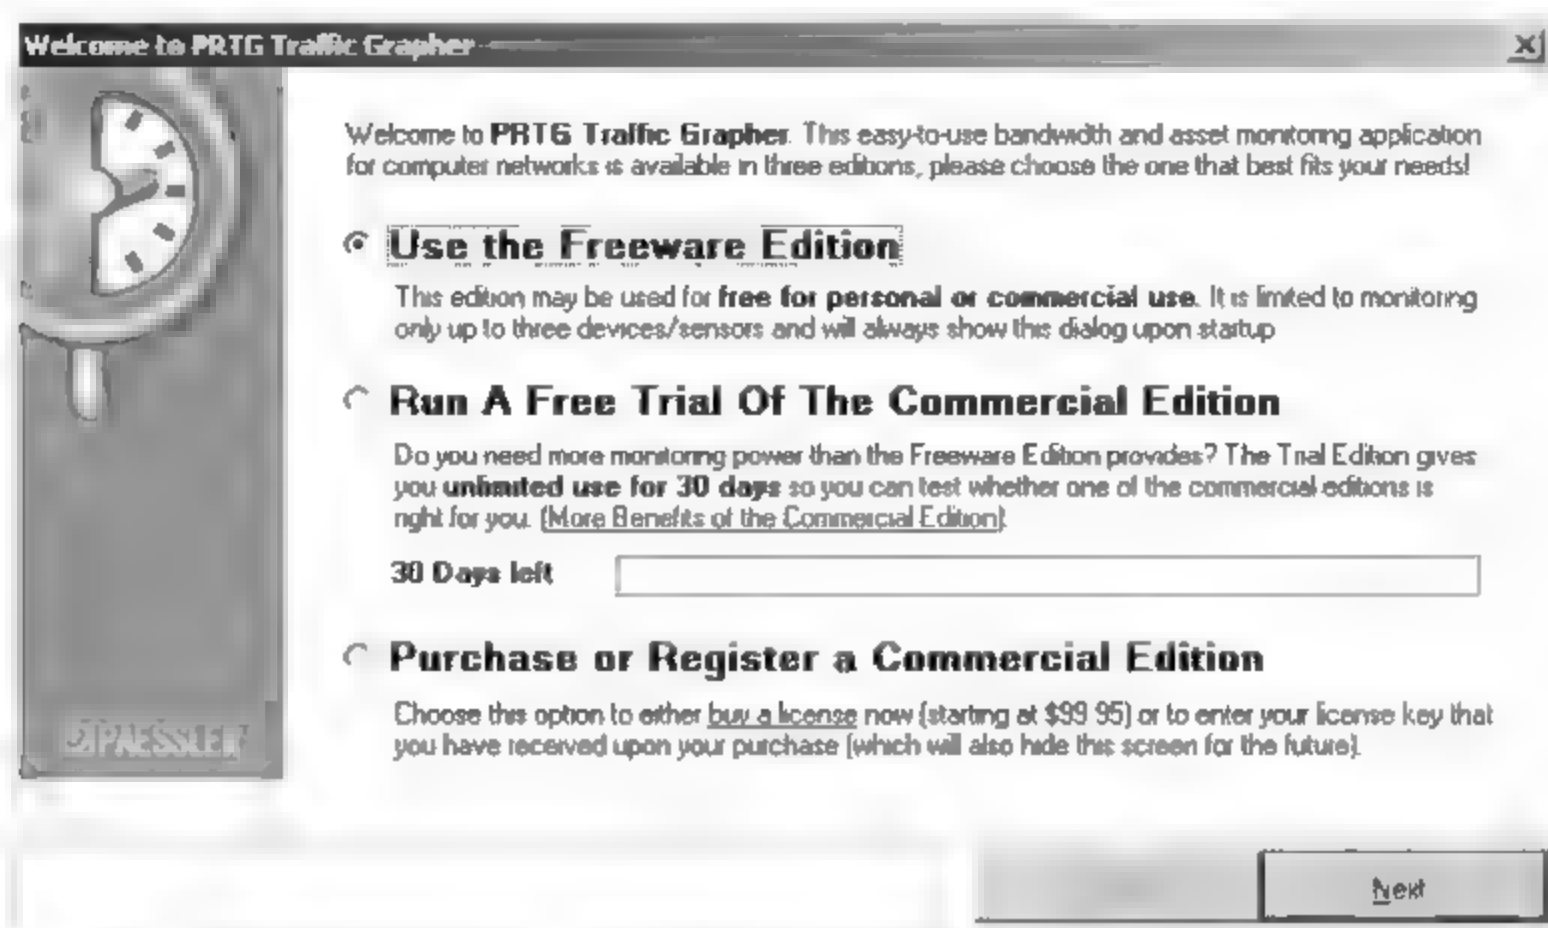 Welcome to PRTG Traffic Grapher
Welcome to PRTG Traffic Grapher. This easy-to-use bandwidth and asset monitoring application
for computer networks is available in three editions, please choose the one that best fits your needs!
Use the Freeware Edition
This edition may be used for free for personal or commercial use. It is limited to monitoring
only up to three devices/sensors and will always show this dialog upon startup
Run A Free Trial Of The Commercial Edition
Do you need more monitoring power than the Freeware Edition provides? The Trial Edition gives
you unlimited use for 30 days so you can test whether one of the commercial editions is
right for you. (More Benefits of the Commercial Edition)
30 Days left
Purchase or Register a Commercial Edition
Choose this option to either buy a license now (starting at $99.95) or to enter your license key that
you have received upon your purchase (which will also hide this screen for the future).
PAESSLER
Next